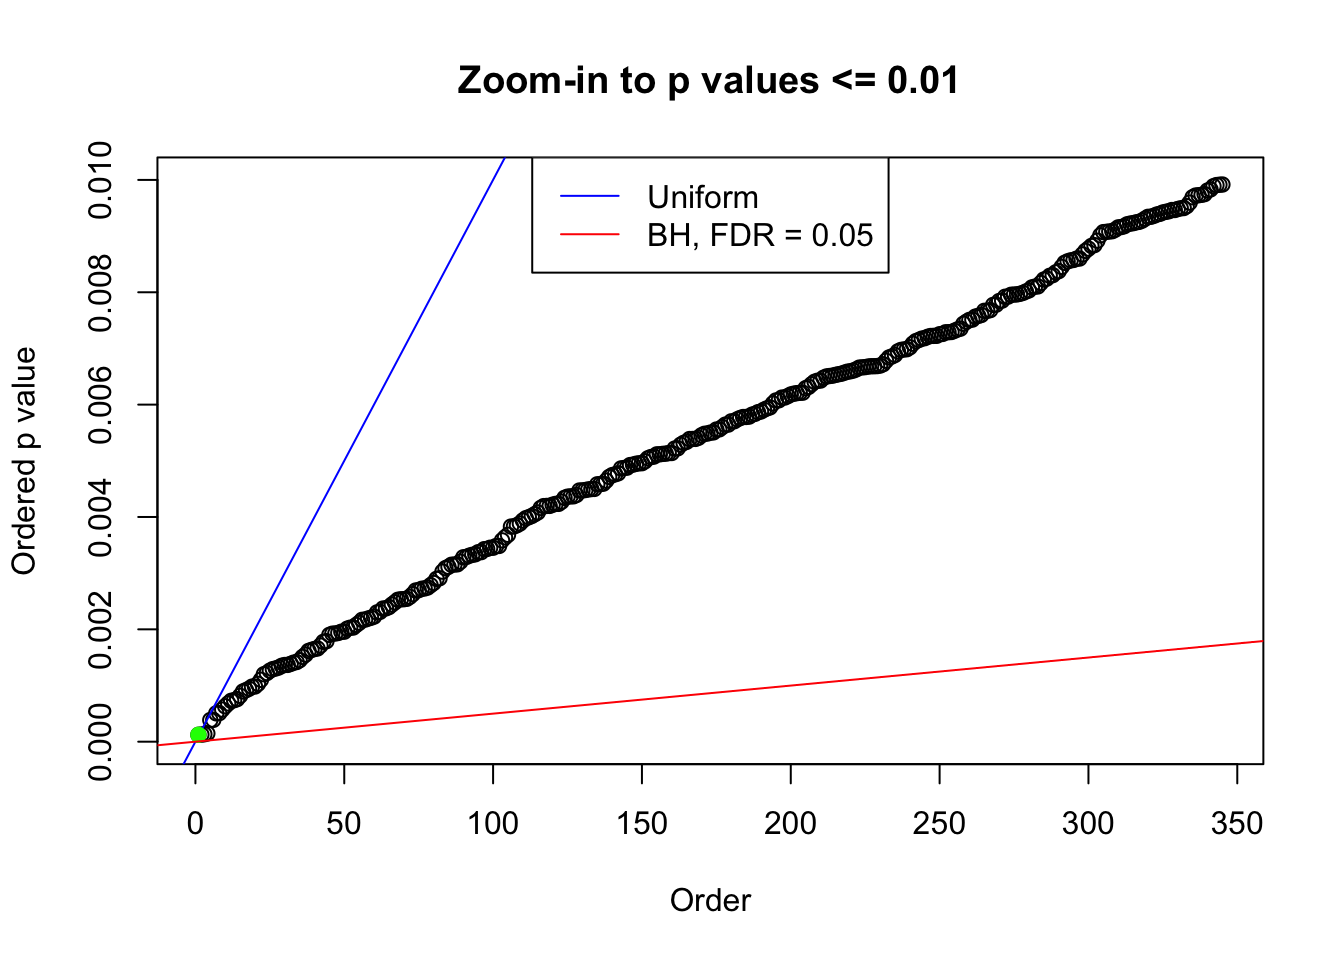 Zoom-in to p values <= 0.01
Uniform
BH, FDR = 0.05
Ordered p value
0.010
0.008
0.006
0.004
0.002
0.000
0 50 100 150 200 250 300 350
Order